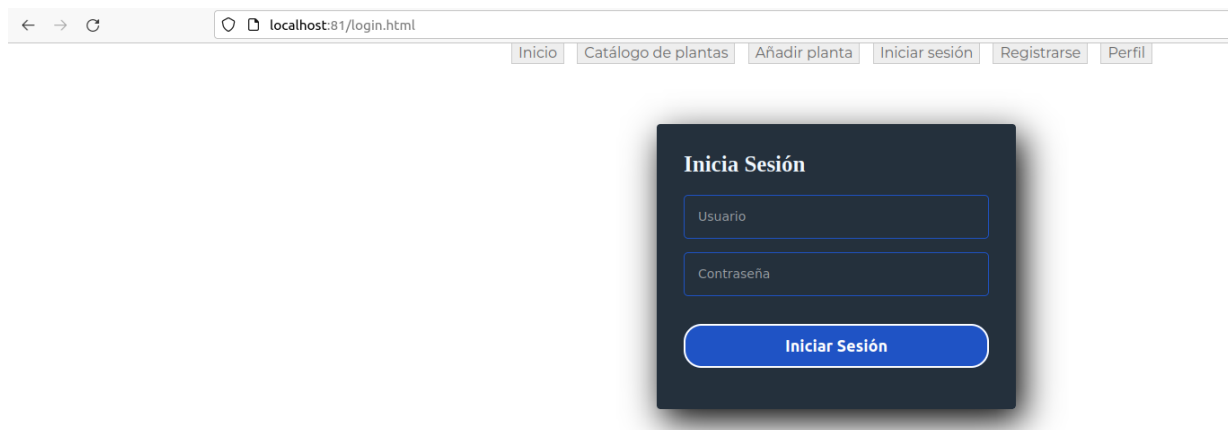 localhost:81/login.html
Inicio Catálogo de plantas Añadir planta Iniciar sesión Registrarse Perfil
Inicia Sesión
Usuario
Contraseña
Iniciar Sesión